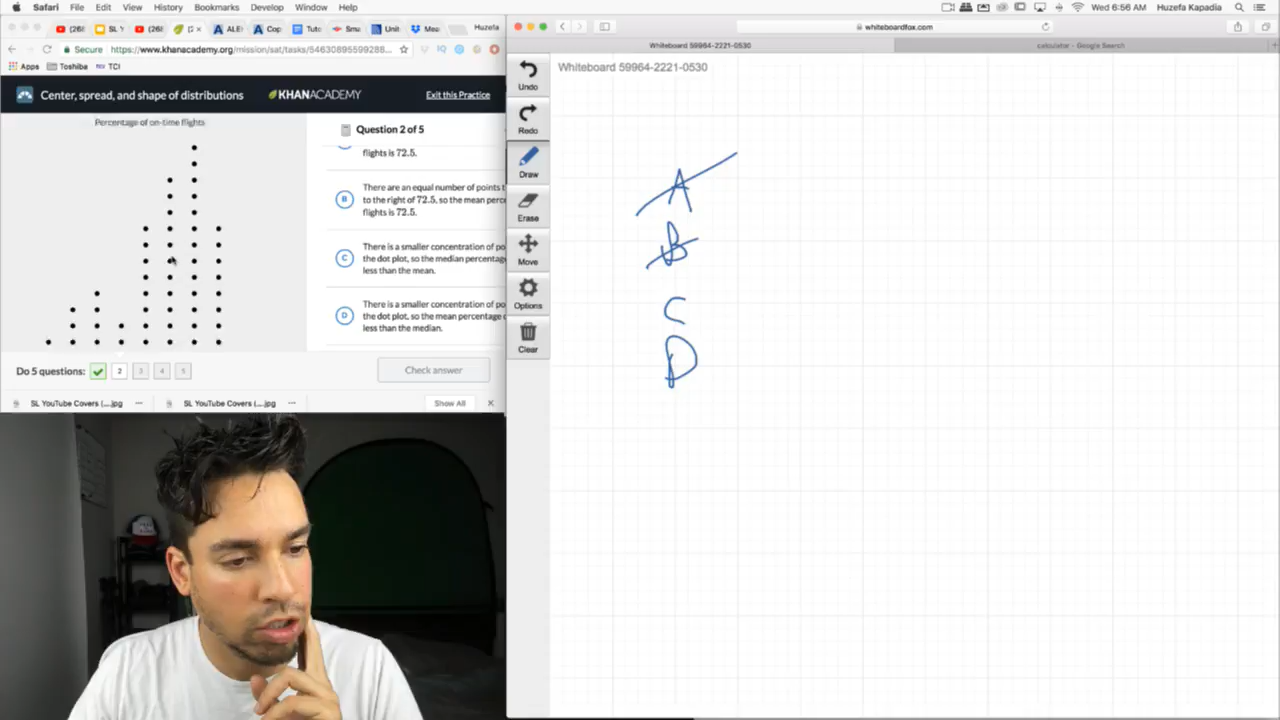 Safari File Edit View History Bookmarks Develop Window Help
Wed 6:56 AM Huzefa Kapadia
Huzefa
Secure https://www.khanacademy.org/mission/sat/tasks/54630895599288...
Apps Toshiba TCI
Center, spread, and shape of distributions
KHANACADEMY
Exit this Practice
Percentage of on-time flights
Question 2 of 5
flights is 72.5.
B There are an equal number of points t
to the right of 72.5, so the mean perc
flights is 72.5.
C There is a smaller concentration of po
the dot plot, so the median percentage
less than the mean.
D There is a smaller concentration of po
the dot plot, so the mean percentage o
less than the median.
Do 5 questions: 2 3 4 5
Check answer
SL YouTube Covers (....jpg
SL YouTube Covers (....jpg
Show All
whiteboardfox.com
Whiteboard 59964-2221-0530
calculator - Google Search
Whiteboard 59964-2221-0530
Undo
Redo
Draw
Erase
Move
Options
Clear
A
B
C
D